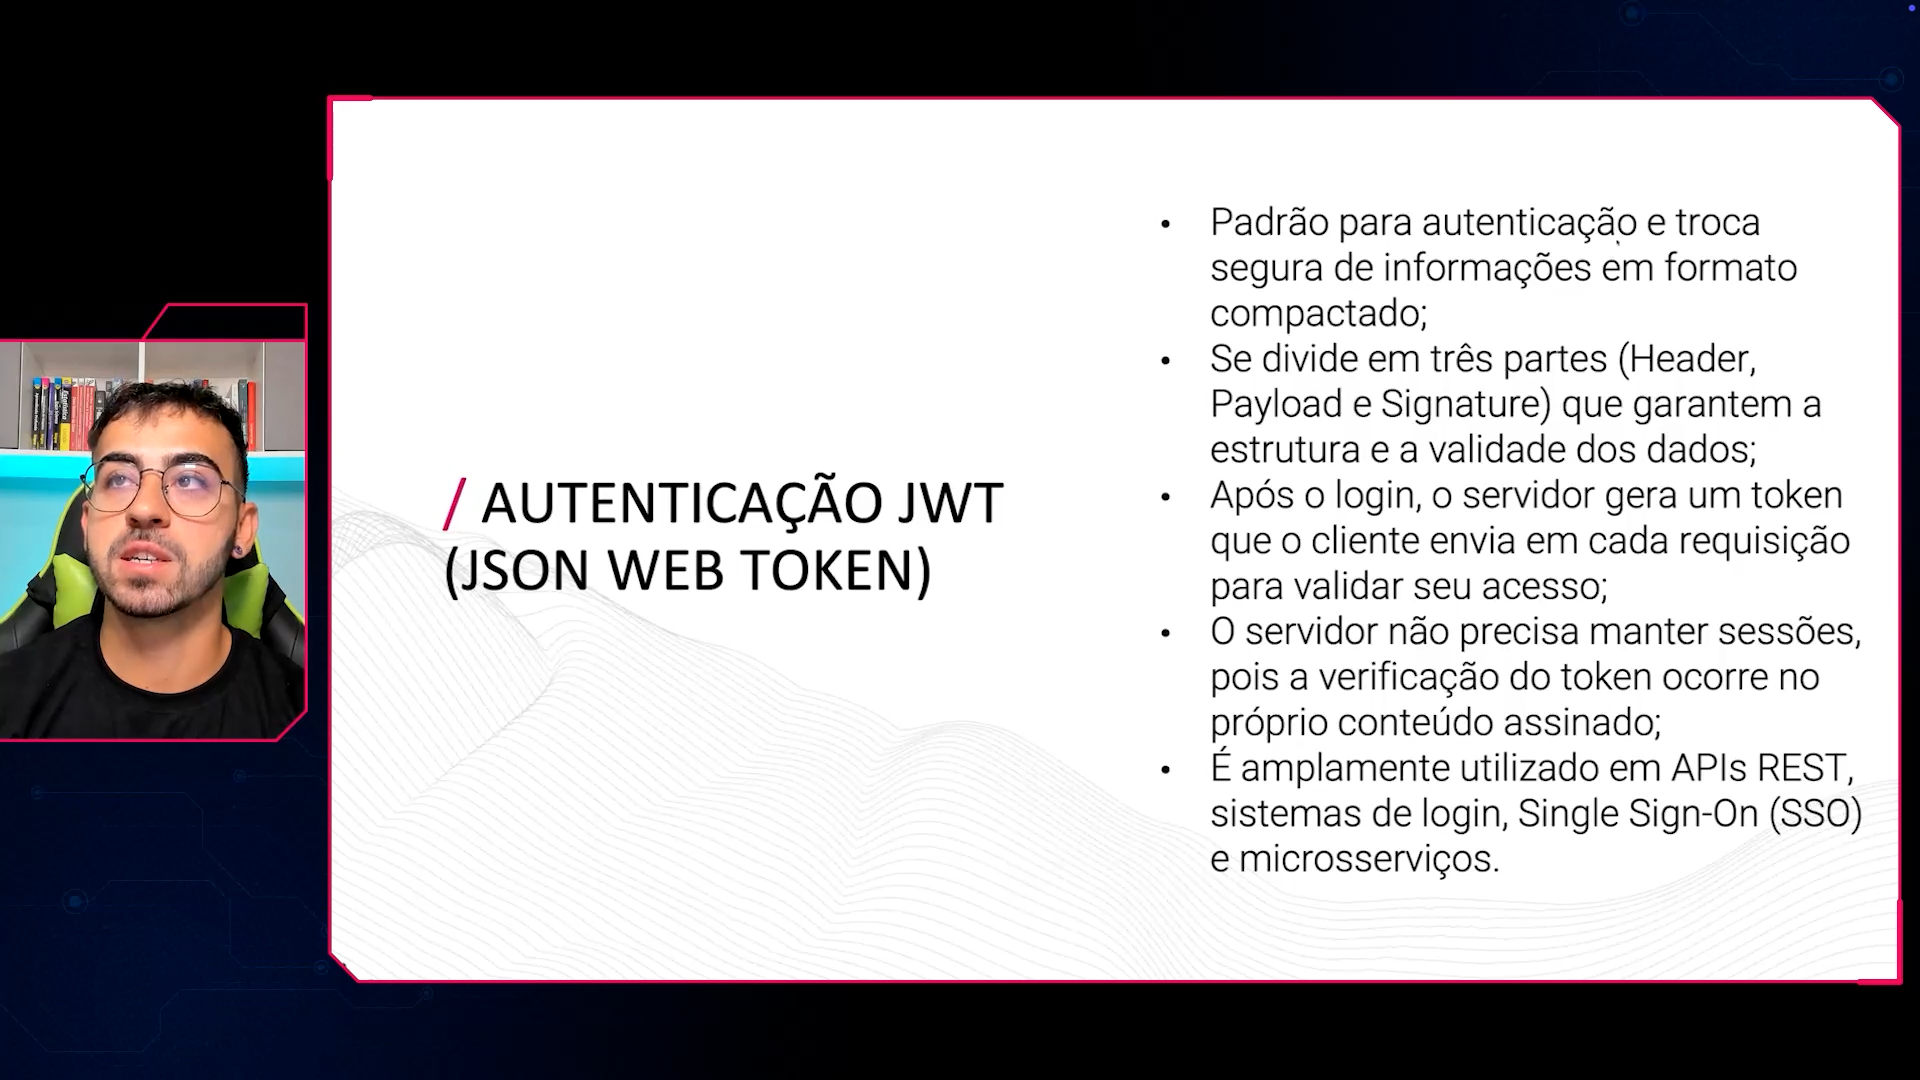 / AUTENTICAÇÃO JWT
(JSON WEB TOKEN)
• Padrão para autenticação e troca
segura de informações em formato
compactado;
• Se divide em três partes (Header,
Payload e Signature) que garantem a
estrutura e a validade dos dados;
• Após o login, o servidor gera um token
que o cliente envia em cada requisição
para validar seu acesso;
• O servidor não precisa manter sessões,
pois a verificação do token ocorre no
próprio conteúdo assinado;
• É amplamente utilizado em APIs REST,
sistemas de login, Single Sign-On (SSO)
e microsserviços.